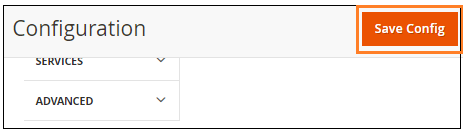 Configuration
Save Config
SERVICES
ADVANCED